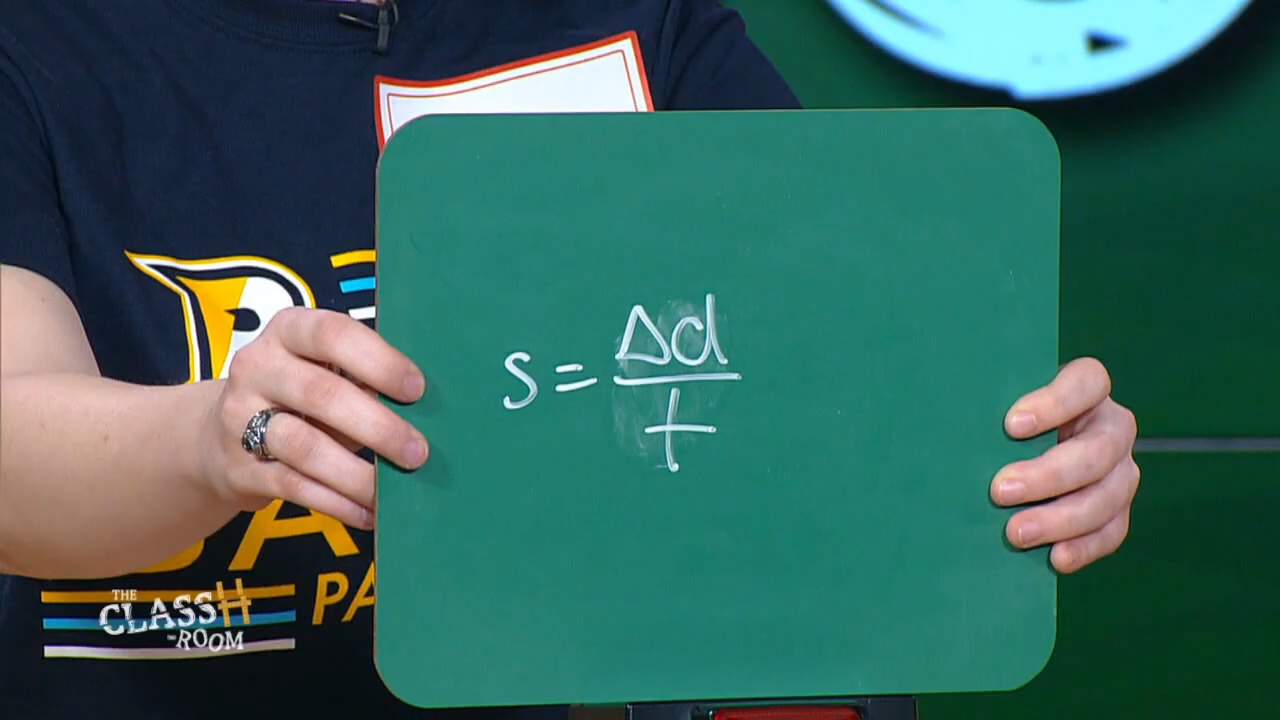 s = Δd / t
THE
CLASSH
ROOM
PA